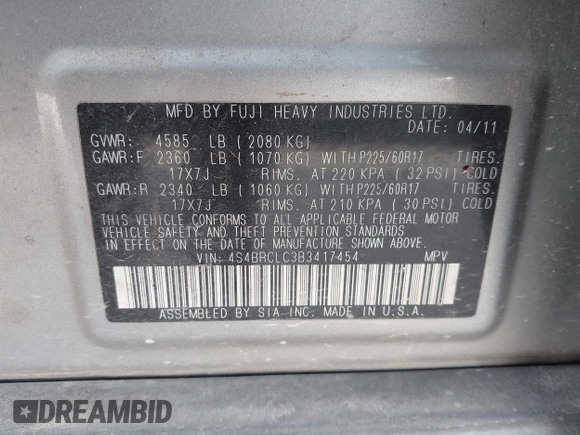 MFD BY FUJI HEAVY INDUSTRIES LTD.
DATE: 04/11
GVWR: 4585 LB ( 2080 KG)
GAWR:F 2360 LB ( 1070 KG) WITH P225/60R17 TIRES.
17X7J RIMS. AT 220 KPA ( 32 PSI) COLD
GAWR:R 2340 LB ( 1060 KG) WITH P225/60R17 TIRES.
17X7J RIMS. AT 210 KPA ( 30 PSI) COLD
THIS VEHICLE CONFORMS TO ALL APPLICABLE FEDERAL MOTOR
VEHICLE SAFETY AND THEFT PREVENTION STANDARDS
IN EFFECT ON THE DATE OF MANUFACTURE SHOWN ABOVE.
VIN: 4S4BRCLC3B3417454 MPV
ASSEMBLED BY SIA INC. MADE IN U.S.A.
DREAMBID